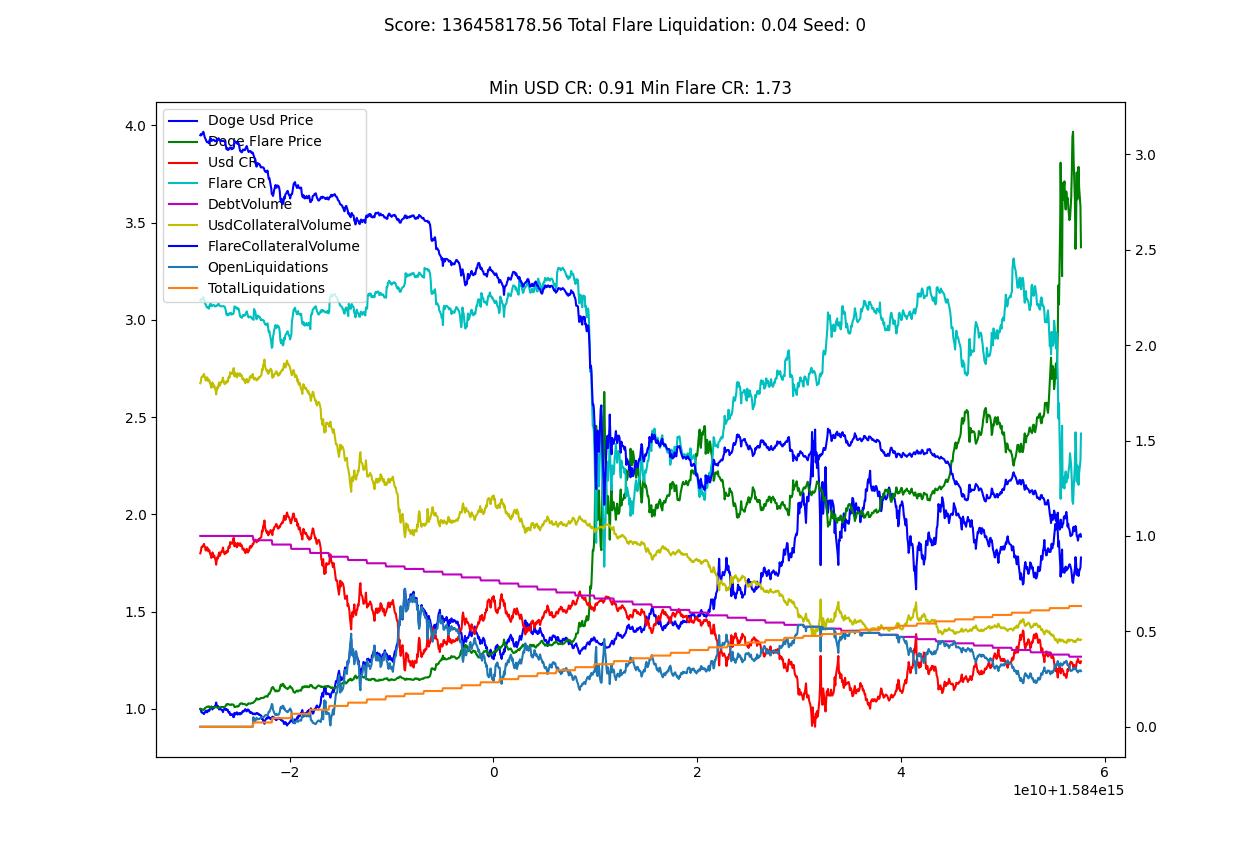 Score: 136458178.56 Total Flare Liquidation: 0.04 Seed: 0
Min USD CR: 0.91 Min Flare CR: 1.73
Doge Usd Price
Doge Flare Price
Usd CR
Flare CR
DebtVolume
UsdCollateralVolume
FlareCollateralVolume
OpenLiquidations
TotalLiquidations
4.0
3.5
3.0
2.5
2.0
1.5
1.0
3.0
2.5
2.0
1.5
1.0
0.5
0.0
−2
0
2
4
6
1e10+1.584e15